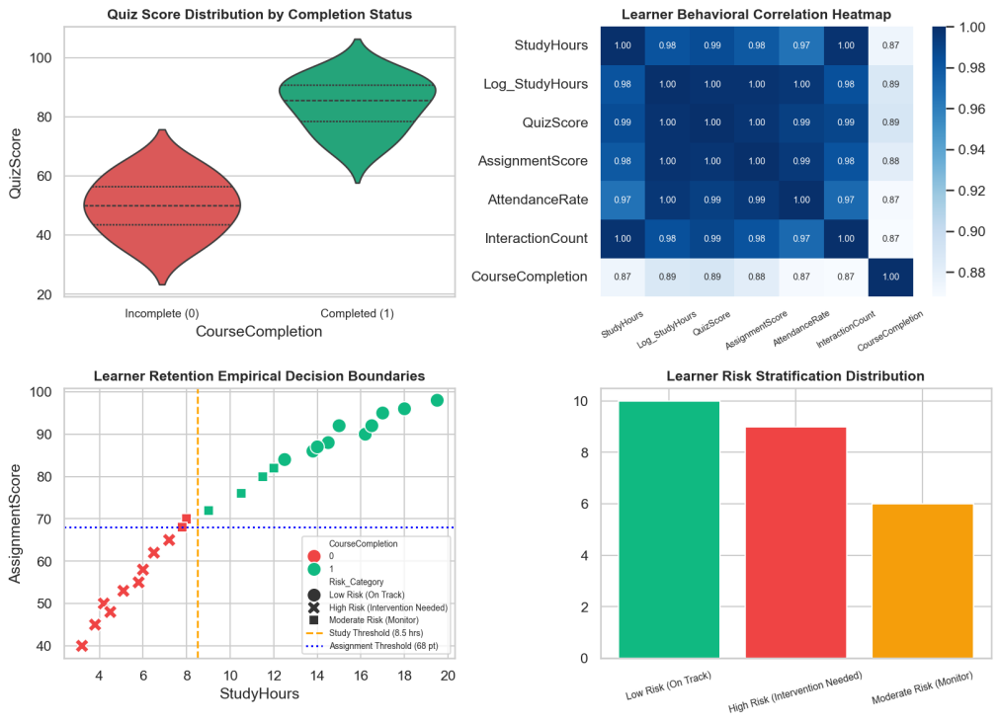 Quiz Score Distribution by Completion Status
100
80
60
40
20
QuizScore
Incomplete (0)
Completed (1)
CourseCompletion
Learner Behavioral Correlation Heatmap
StudyHours 1.00 0.98 0.99 0.98 0.97 1.00 0.87
Log_StudyHours 0.98 1.00 1.00 1.00 1.00 0.98 0.89
QuizScore 0.99 1.00 1.00 1.00 0.99 0.99 0.89
AssignmentScore 0.98 1.00 1.00 1.00 0.99 0.98 0.88
AttendanceRate 0.97 1.00 0.99 0.99 1.00 0.97 0.87
InteractionCount 1.00 0.98 0.99 0.98 0.97 1.00 0.87
CourseCompletion 0.87 0.89 0.89 0.88 0.87 0.87 1.00
StudyHours
Log_StudyHours
QuizScore
AssignmentScore
AttendanceRate
InteractionCount
CourseCompletion
1.00
0.98
0.96
0.94
0.92
0.90
0.88
Learner Retention Empirical Decision Boundaries
100
90
80
70
60
50
40
AssignmentScore
CourseCompletion
0
1
Risk_Category
Low Risk (On Track)
High Risk (Intervention Needed)
Moderate Risk (Monitor)
Study Threshold (8.5 hrs)
Assignment Threshold (68 pt)
4 6 8 10 12 14 16 18 20
StudyHours
Learner Risk Stratification Distribution
10
8
6
4
2
0
Low Risk (On Track)
High Risk (Intervention Needed)
Moderate Risk (Monitor)